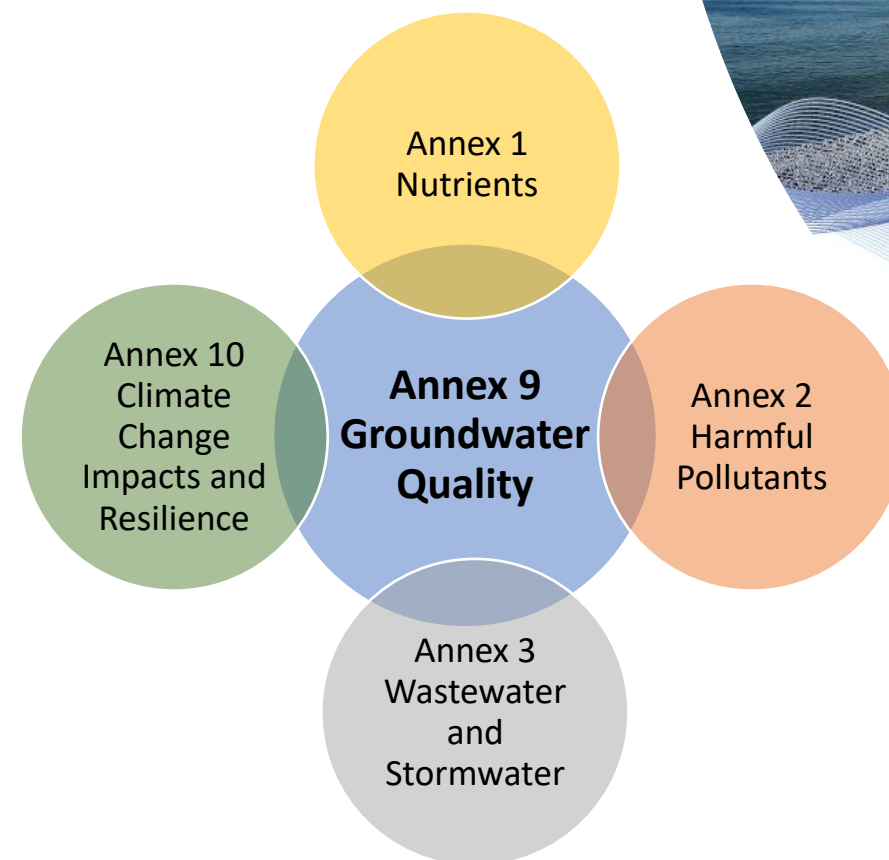 Annex 1
Nutrients
Annex 10
Climate
Change
Impacts and
Resilience
Annex 9
Groundwater
Quality
Annex 2
Harmful
Pollutants
Annex 3
Wastewater
and
Stormwater